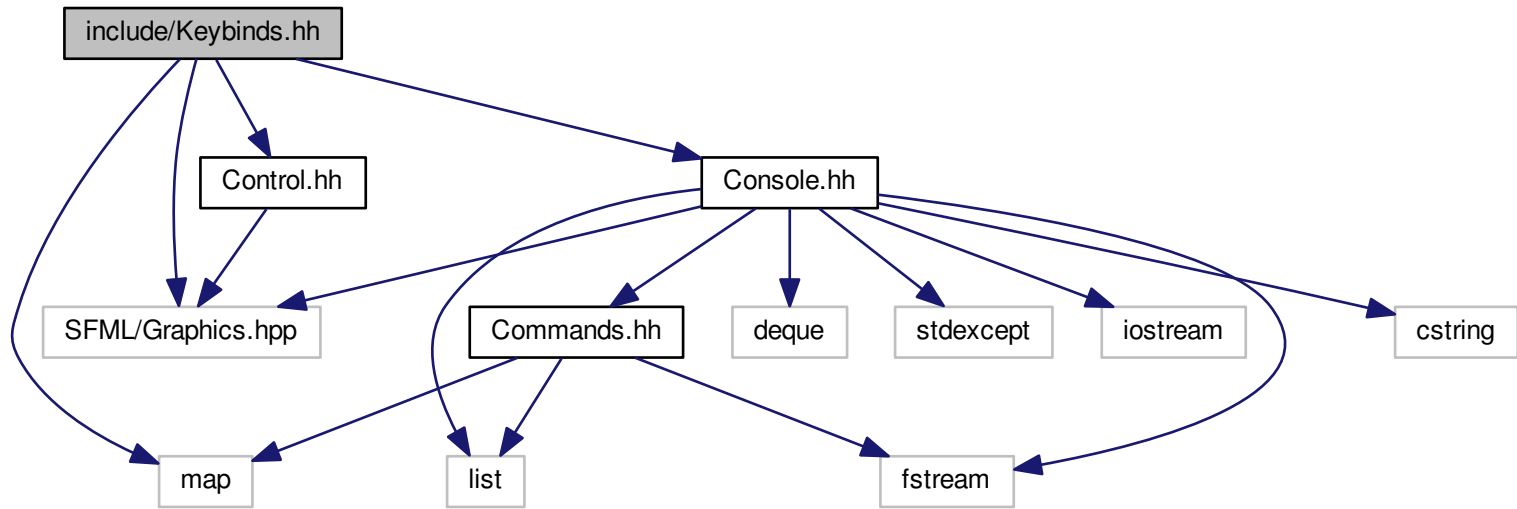 include/Keybinds.hh
Control.hh
Console.hh
SFML/Graphics.hpp
Commands.hh
deque
stdexcept
iostream
cstring
map
list
fstream